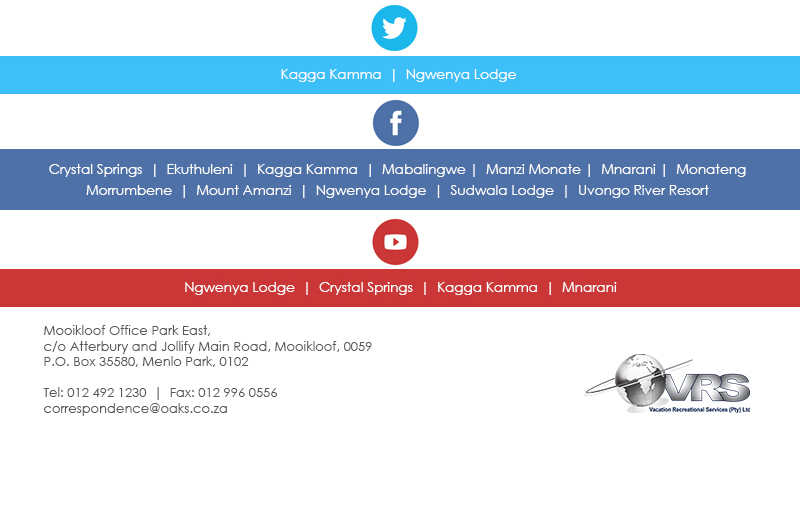 Kagga Kamma | Ngwenya Lodge
f
Crystal Springs | Ekuthuleni | Kagga Kamma | Mabalingwe | Manzi Monate | Mnarani | Monateng
Morrumbene | Mount Amanzi | Ngwenya Lodge | Sudwala Lodge | Uvongo River Resort
Ngwenya Lodge | Crystal Springs | Kagga Kamma | Mnarani
Mooikloof Office Park East,
c/o Atterbury and Jollify Main Road, Mooikloof, 0059
P.O. Box 35580, Menlo Park, 0102
Tel: 012 492 1230 | Fax: 012 996 0556
correspondence@oaks.co.za
VRS
Vacation Recreational Services (Pty) Ltd